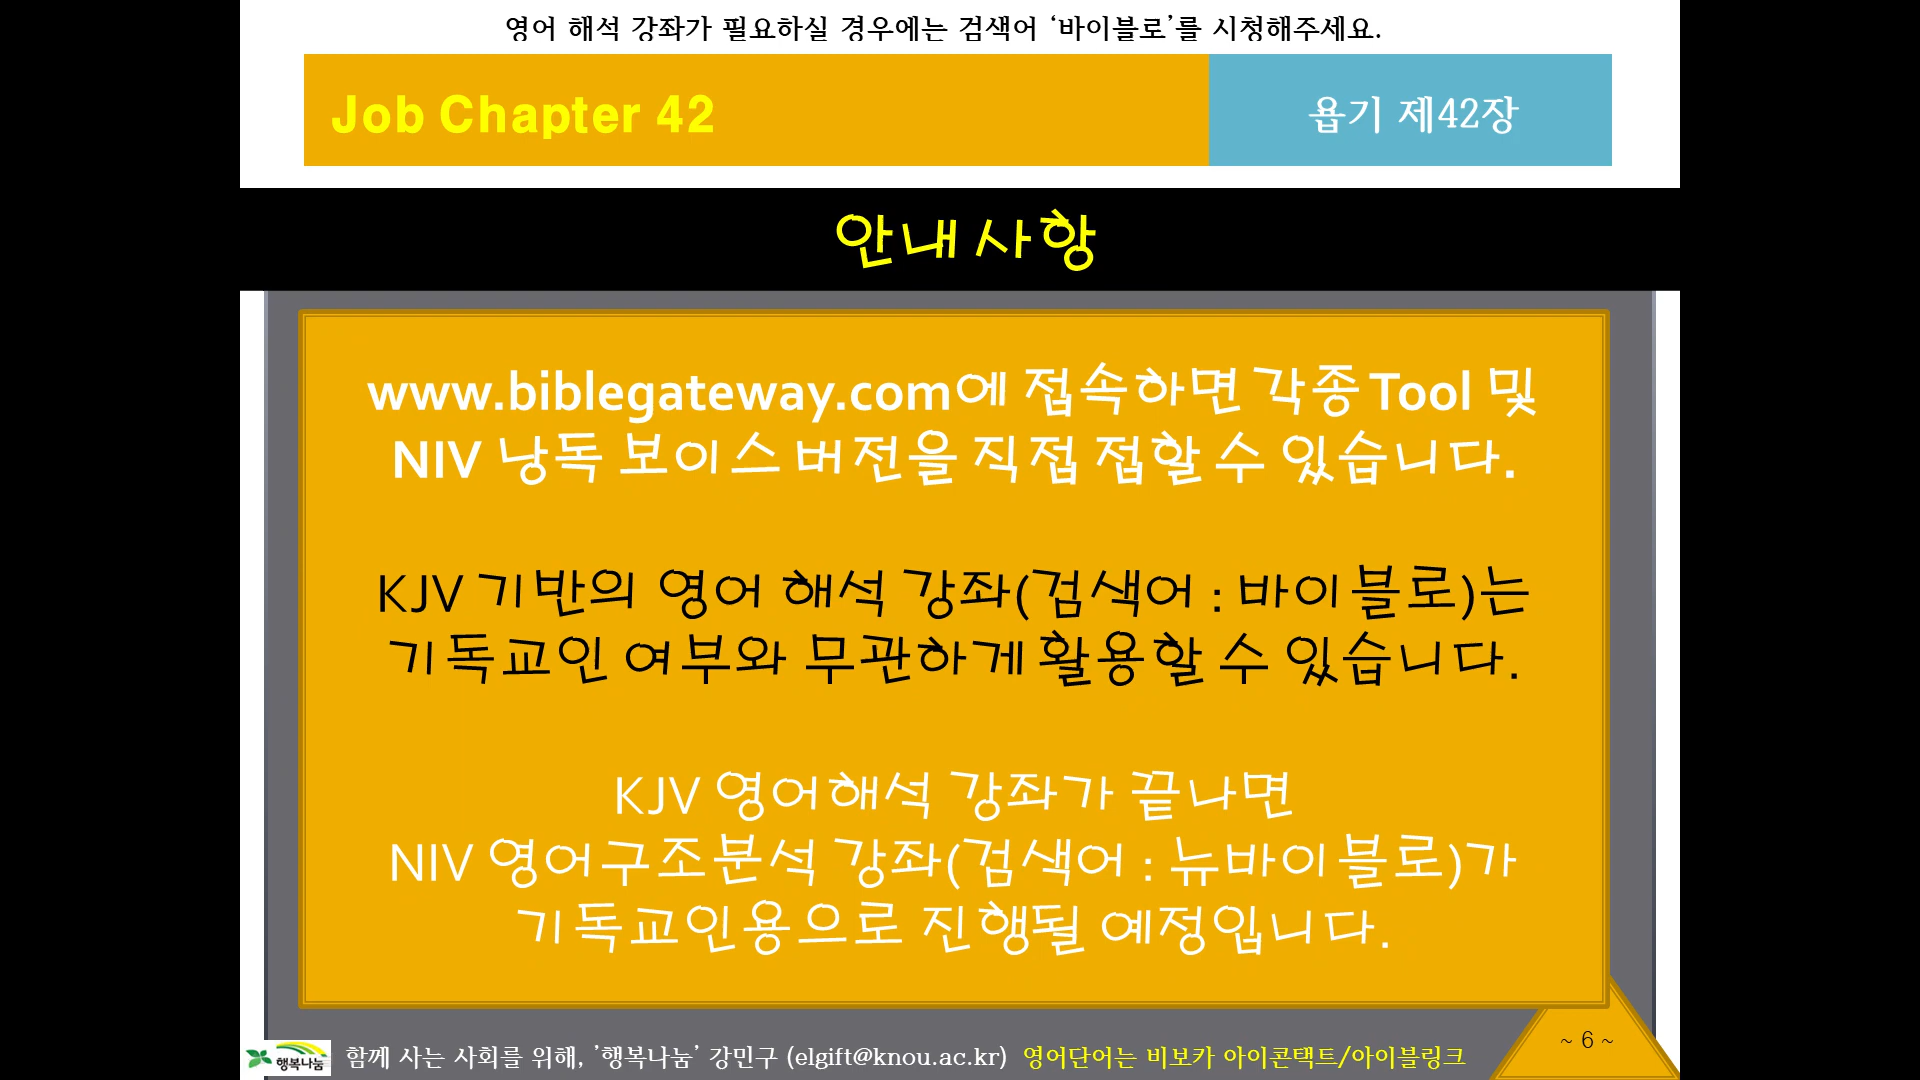 영어 해석 강좌가 필요하실 경우에는 검색어 ‘바이블로’를 시청해주세요.
Job Chapter 42
욥기 제42장
안내사항
www.biblegateway.com에 접속하면 각종 Tool 및
NIV 낭독 보이스 버전을 직접 접할 수 있습니다.
KJV 기반의 영어 해석 강좌(검색어 : 바이블로)는
기독교인 여부와 무관하게 활용할 수 있습니다.
KJV 영어해석 강좌가 끝나면
NIV 영어구조분석 강좌(검색어 : 뉴바이블로)가
기독교인용으로 진행될 예정입니다.
~ 6 ~
행복나눔
함께 사는 사회를 위해, ’행복나눔’ 강민구 (elgift@knou.ac.kr) 영어단어는 비보카 아이콘택트/아이블링크